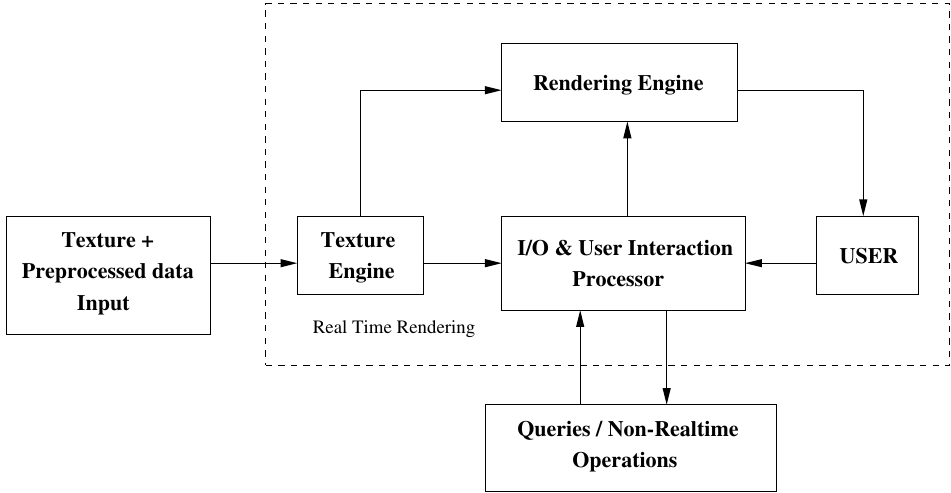 Rendering Engine
Texture +
Preprocessed data
Input
Texture
Engine
I/O & User Interaction
Processor
USER
Real Time Rendering
Queries / Non-Realtime
Operations